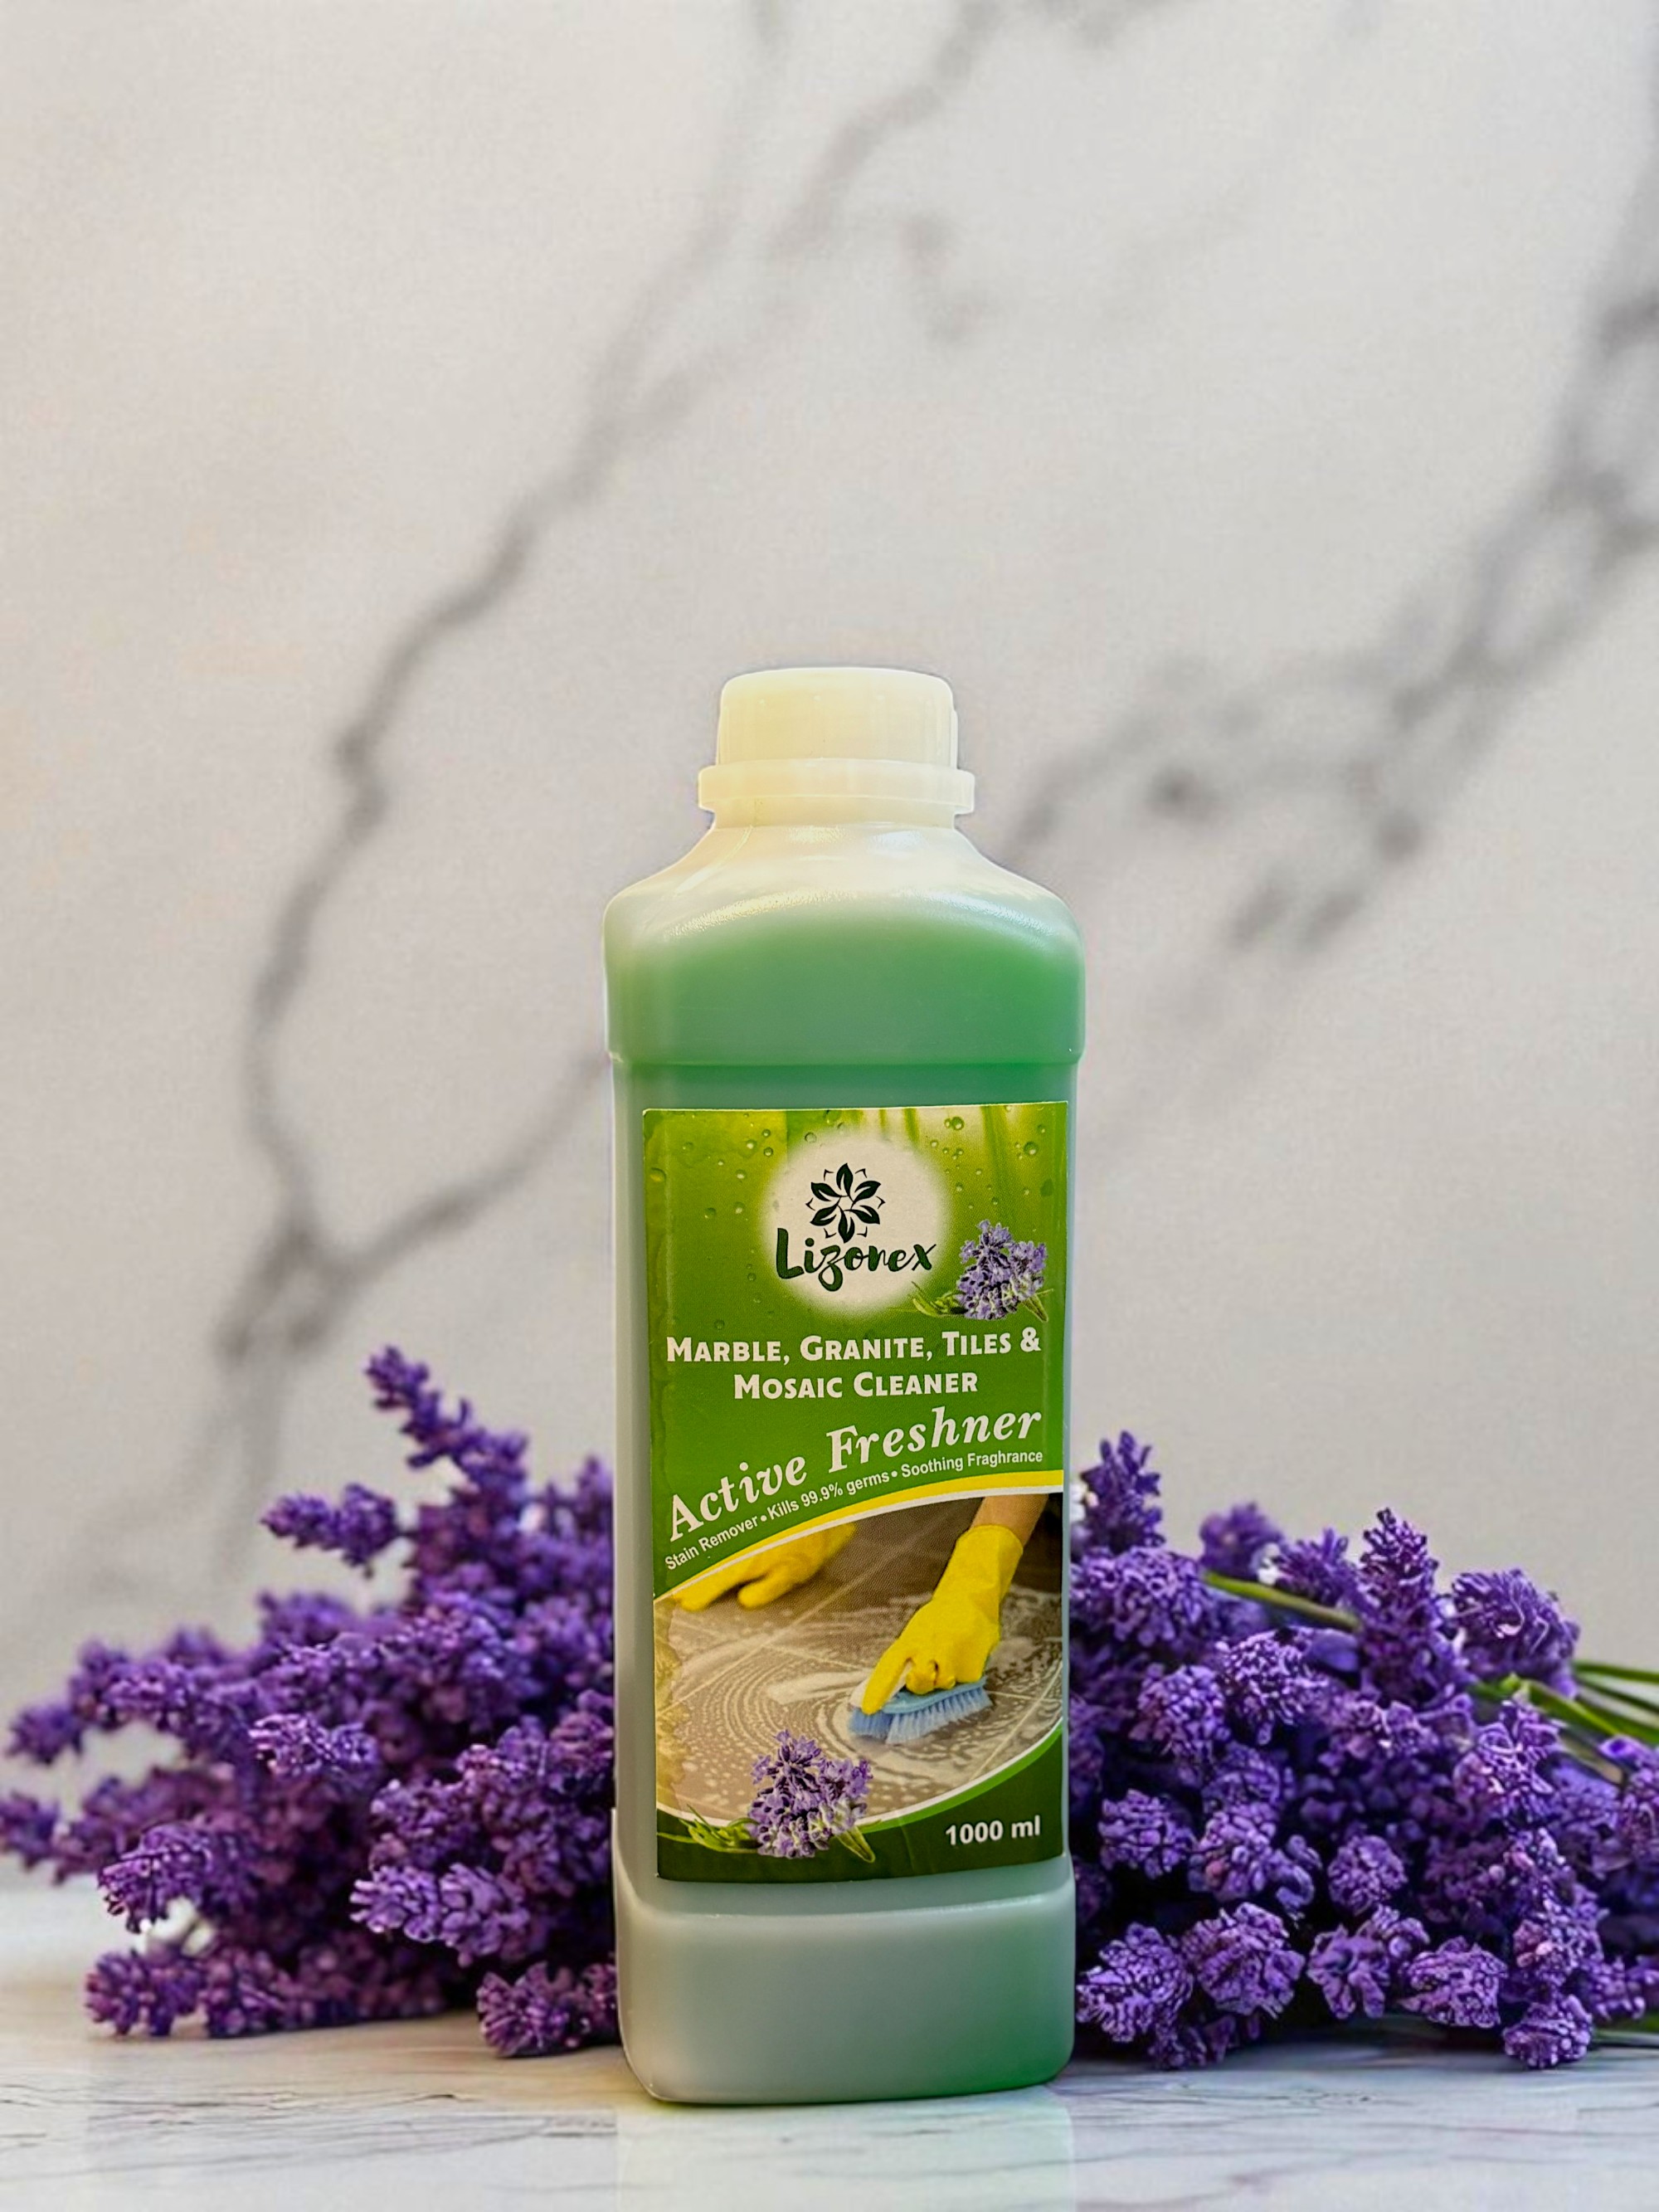 Lizonex
MARBLE, GRANITE, TILES &
MOSAIC CLEANER
Active Freshner
Stain Remover • Kills 99.9% germs • Soothing Fraghrance
1000 ml